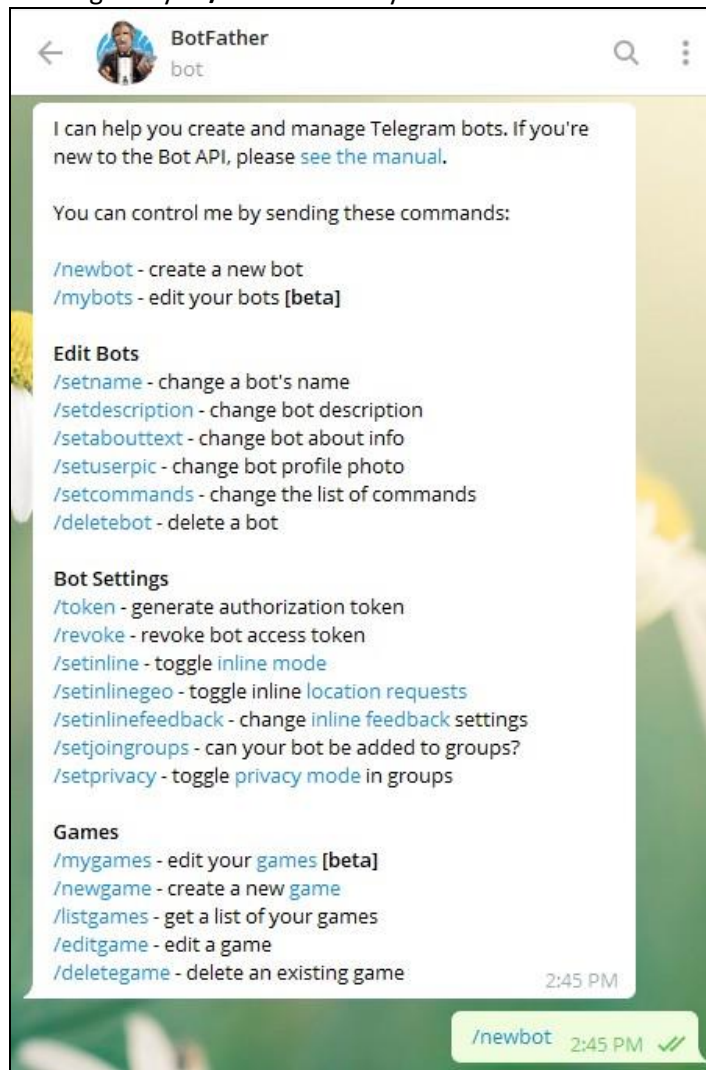 BotFather
bot
I can help you create and manage Telegram bots. If you're
new to the Bot API, please see the manual.
You can control me by sending these commands:
/newbot - create a new bot
/mybots - edit your bots [beta]
Edit Bots
/setname - change a bot's name
/setdescription - change bot description
/setabouttext - change bot about info
/setuserpic - change bot profile photo
/setcommands - change the list of commands
/deletebot - delete a bot
Bot Settings
/token - generate authorization token
/revoke - revoke bot access token
/setinline - toggle inline mode
/setinlinegeo - toggle inline location requests
/setinlinefeedback - change inline feedback settings
/setjoingroups - can your bot be added to groups?
/setprivacy - toggle privacy mode in groups
Games
/mygames - edit your games [beta]
/newgame - create a new game
/listgames - get a list of your games
/editgame - edit a game
/deletegame - delete an existing game
2:45 PM
/newbot 2:45 PM